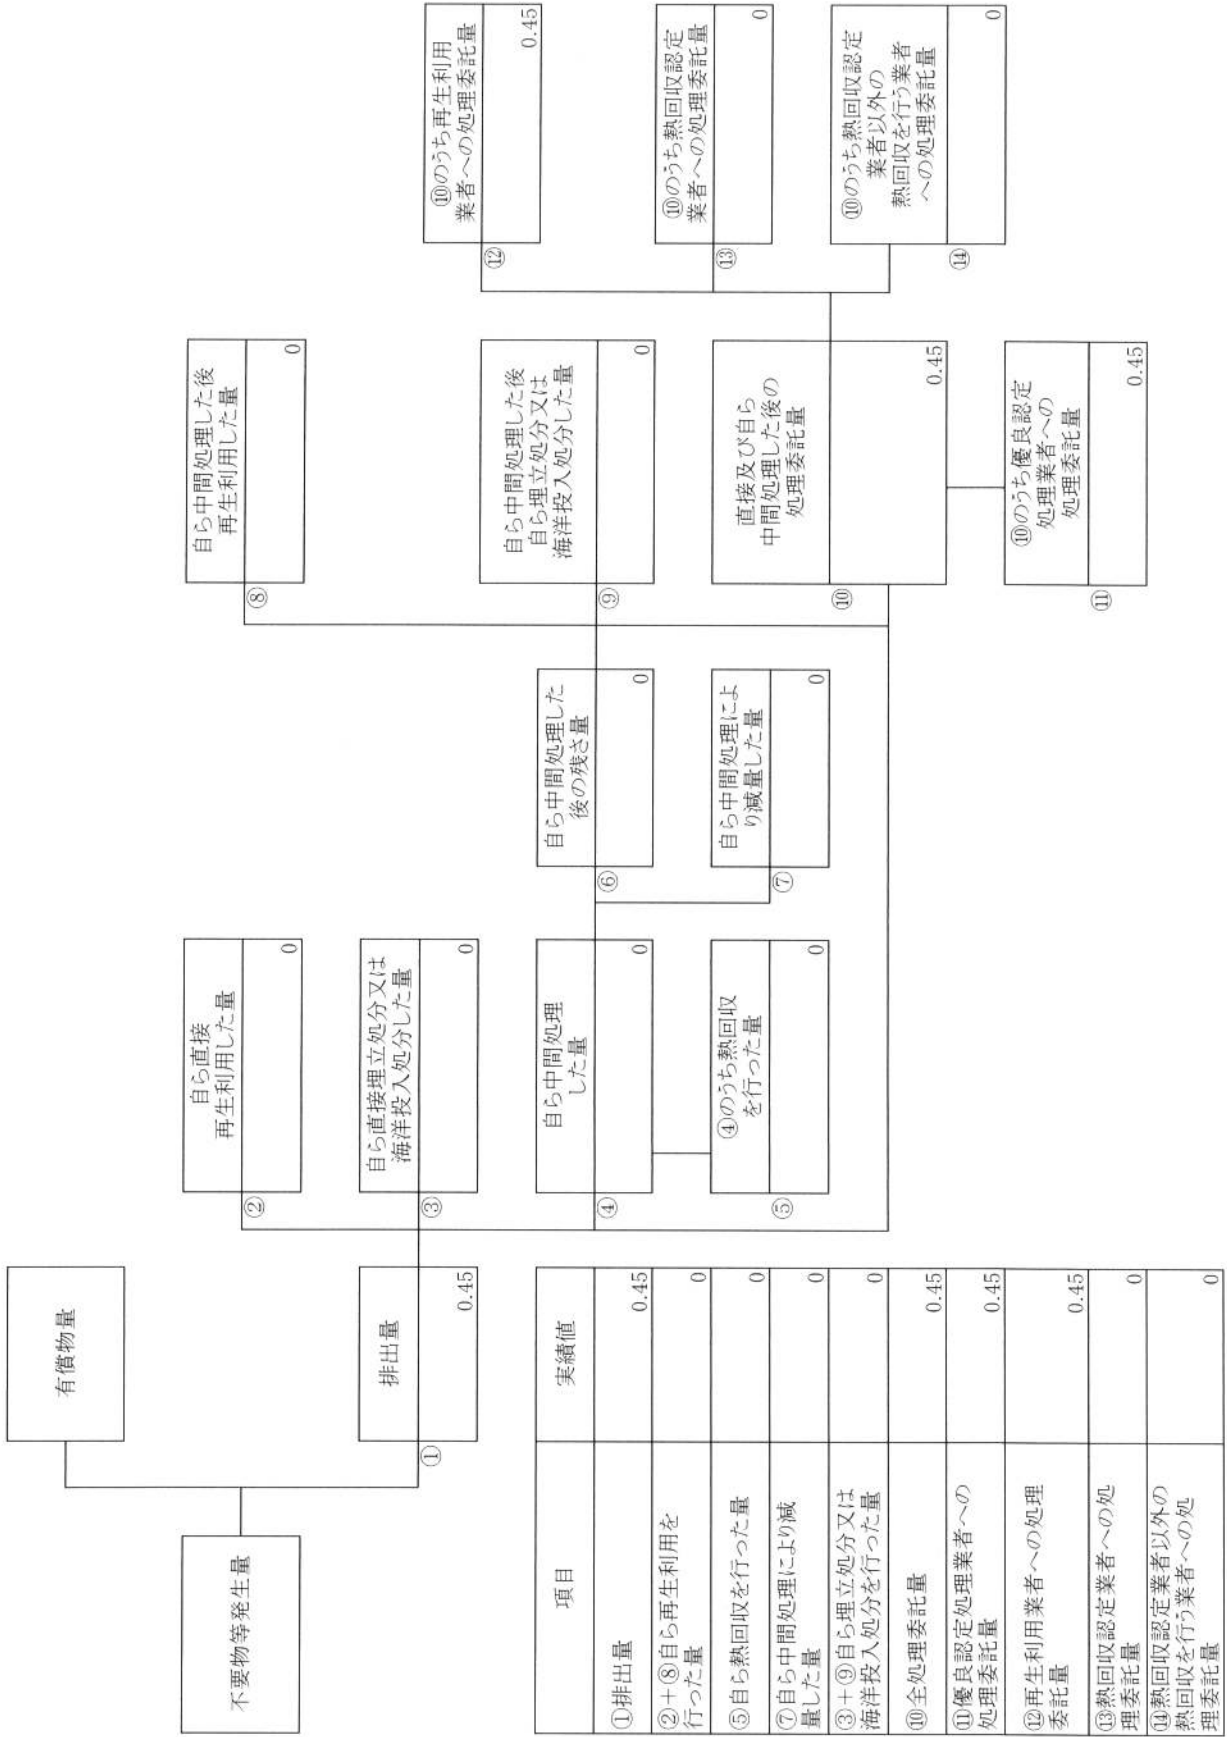 不要物等発生量
有償物量
①
排出量
0.45
②
自ら直接
再生利用した量
0
③
自ら直接埋立処分又は
海洋投入処分した量
0
④
自ら中間処理
した量
0
⑤
④のうち熱回収
を行った量
0
⑥
自ら中間処理した
後の残さ量
0
⑦
自ら中間処理によ
り減量した量
0
⑧
自ら中間処理した後
再生利用した量
0
⑨
自ら中間処理した後
自ら埋立処分又は
海洋投入処分した量
0
⑩
直接及び自ら
中間処理した後の
処理委託量
0.45
⑪
⑩のうち優良認定
処理業者への
処理委託量
0.45
⑫
⑩のうち再生利用
業者への処理委託量
0.45
⑬
⑩のうち熱回収認定
業者への処理委託量
0
⑭
⑩のうち熱回収認定
業者以外の
熱回収を行う業者
への処理委託量
0
項目 実績値
①排出量 0.45
②+⑧自ら再生利用を
行った量 0
⑤自ら熱回収を行った量 0
⑦自ら中間処理により減
量した量 0
③+⑨自ら埋立処分又は
海洋投入処分を行った量 0
⑩全処理委託量 0.45
⑪優良認定処理業者への
処理委託量 0.45
⑫再生利用業者への処理
委託量 0.45
⑬熱回収認定業者への処
理委託量 0
⑭熱回収認定業者以外の
熱回収を行う業者への処
理委託量 0